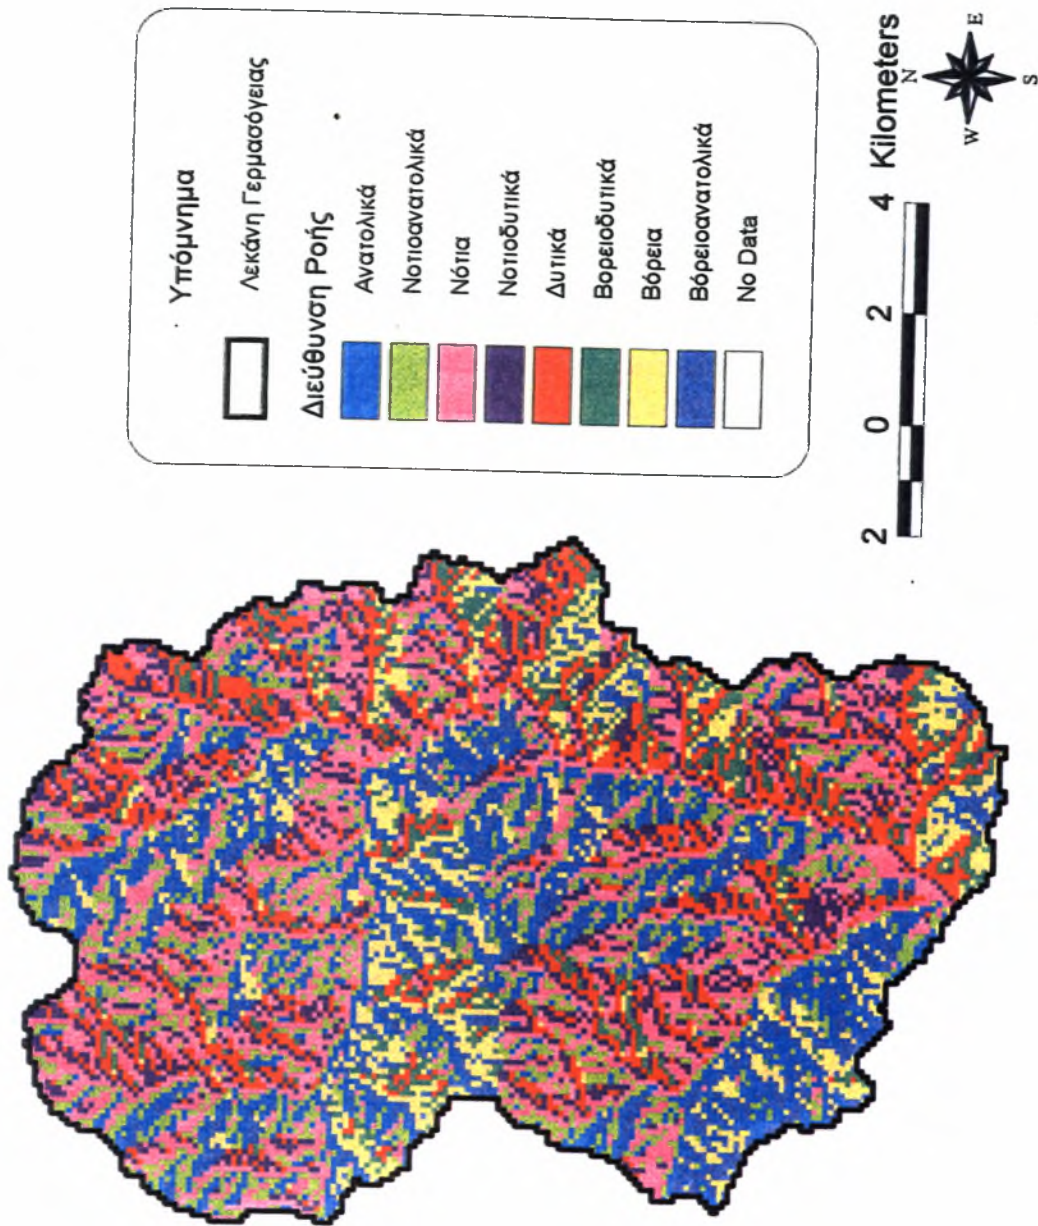 Υπόμνημα
Λεκάνη Γερμασόγειας
Διεύθυνση Ροής
Ανατολικά
Νοτιοανατολικά
Νότια
Νοτιοδυτικά
Δυτικά
Βορειοδυτικά
Βόρεια
Βόρειοανατολικά
No Data
2 0 2 4 Kilometers
N
W
E
S